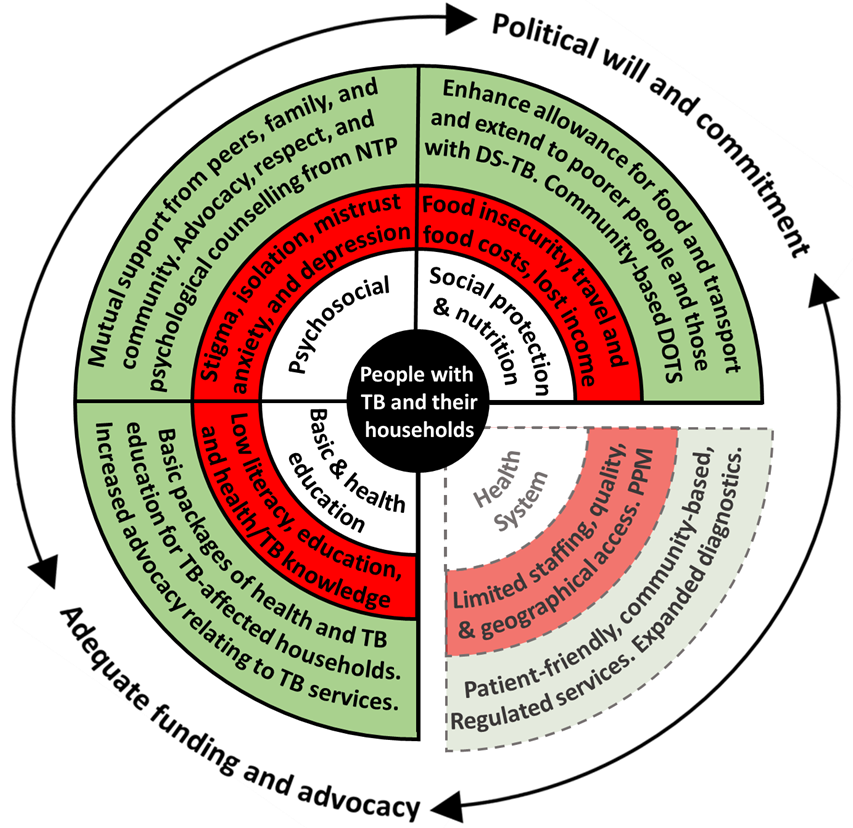 Political will and commitment
Mutual support from peers, family, and
community. Advocacy, respect, and
psychological counselling from NTP
Enhance allowance for food and transport
and extend to poorer people and those
with DS-TB. Community-based DOTS
Stigma, isolation, mistrust
anxiety, and depression
Food insecurity, travel and
food costs, lost income
Psychosocial
Social protection
& nutrition
People with
TB and their
households
Basic & health
education
Low literacy, education,
and health/TB knowledge
Basic packages of health and TB
education for TB-affected households.
Increased advocacy relating to TB services.
Health
System
Limited staffing, quality,
& geographical access. PPM
Patient-friendly, community-based,
Regulated services. Expanded diagnostics.
Adequate funding and advocacy